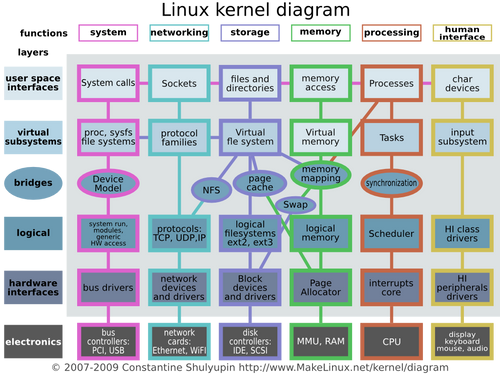 Linux kernel diagram
functions
system
networking
storage
memory
processing
human
interface
layers
user space
interfaces
System calls
Sockets
files and
directories
memory
access
Processes
char
devices
virtual
subsystems
proc, sysfs
file systems
protocol
families
Virtual
fle system
Virtual
memory
Tasks
input
subsystem
bridges
Device
Model
NFS
page
cache
memory
mapping
synchronization
Swap
logical
system run,
modules,
generic
HW access
protocols:
TCP, UDP,IP
logical
filesystems
ext2, ext3
logical
memory
Scheduler
HI class
drivers
hardware
interfaces
bus drivers
network
devices
and drivers
Block
devices
and drivers
Page
Allocator
interrupts
core
HI
peripherals
drivers
electronics
bus
controllers:
PCI, USB
network
cards:
Ethernet, WiFI
disk
controllers:
IDE, SCSI
MMU, RAM
CPU
display
keyboard
mouse, audio
© 2007-2009 Constantine Shulyupin http://www.MakeLinux.net/kernel/diagram